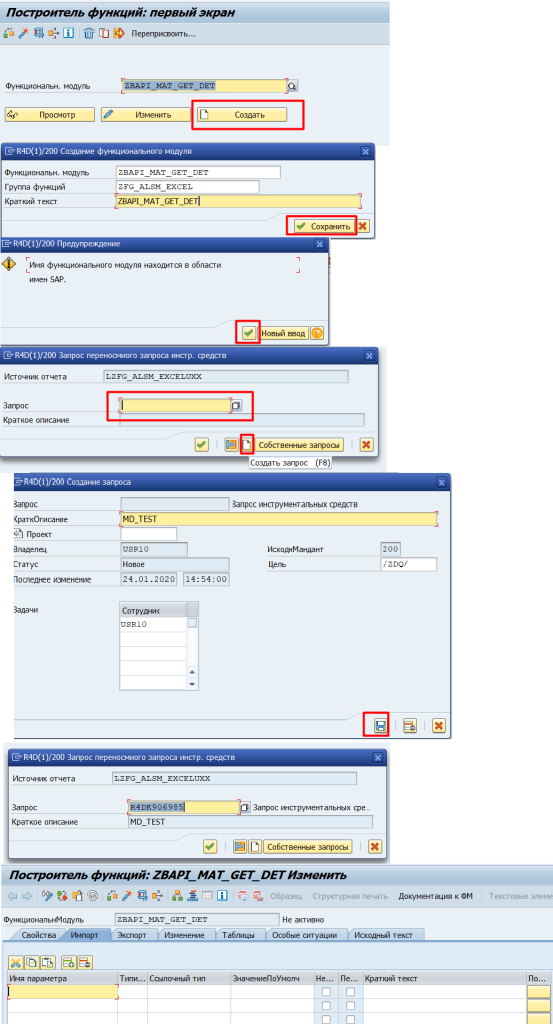 Построитель функций: первый экран
Переприсвоить...
Функциональн. модуль ZBAPI_MAT_GET_DET
Просмотр Изменить Создать
R4D(1)/200 Создание функционального модуля
Функциональн. модуль ZBAPI_MAT_GET_DET
Группа функций ZFG_ALSM_EXCEL
Краткий текст ZBAPI_MAT_GET_DET
Сохранить
R4D(1)/200 Предупреждение
Имя функционального модуля находится в области
имен SAP.
Новый ввод
R4D(1)/200 Запрос переносмиого запроса инстр. средств
Источник отчета LZFG_ALSM_EXCELUXX
Запрос
Краткое описание
Собственные запросы
Создать запрос (F8)
R4D(1)/200 Создание запроса
Запрос Запрос инструментальных средств
КраткОписание MD_TEST
Проект
Владелец USR10 ИсходнМандант 200
Статус Новое Цель /ZDQ/
Последнее изменение 24.01.2020 14:54:00
Задачи Сотрудник
USR10
R4D(1)/200 Запрос переносмиого запроса инстр. средств
Источник отчета LZFG_ALSM_EXCELUXX
Запрос R4DK906985 Запрос инструментальных сре..
Краткое описание MD_TEST
Собственные запросы
Построитель функций: ZBAPI_MAT_GET_DET Изменить
Образец Структурная печать Документация к ФМ Текстовые элеме
ФункциональнМодуль ZBAPI_MAT_GET_DET Не активно
Свойства Импорт Экспорт Изменение Таблицы Особые ситуации Исходный текст
Имя параметра Типи... Ссылочный тип ЗначениеПоУмолч Не... Пе... Краткий текст По...